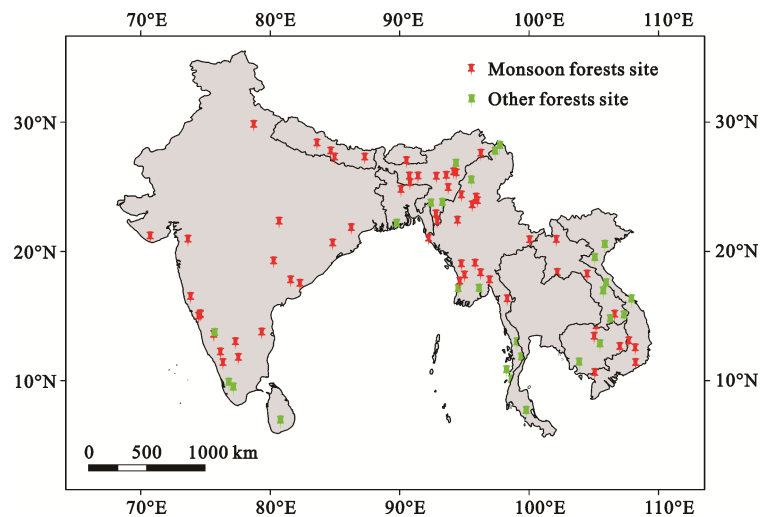 70°E 80°E 90°E 100°E 110°E
Monsoon forests site
Other forests site
30°N 30°N
20°N 20°N
10°N 10°N
0 500 1000 km
70°E 80°E 90°E 100°E 110°E